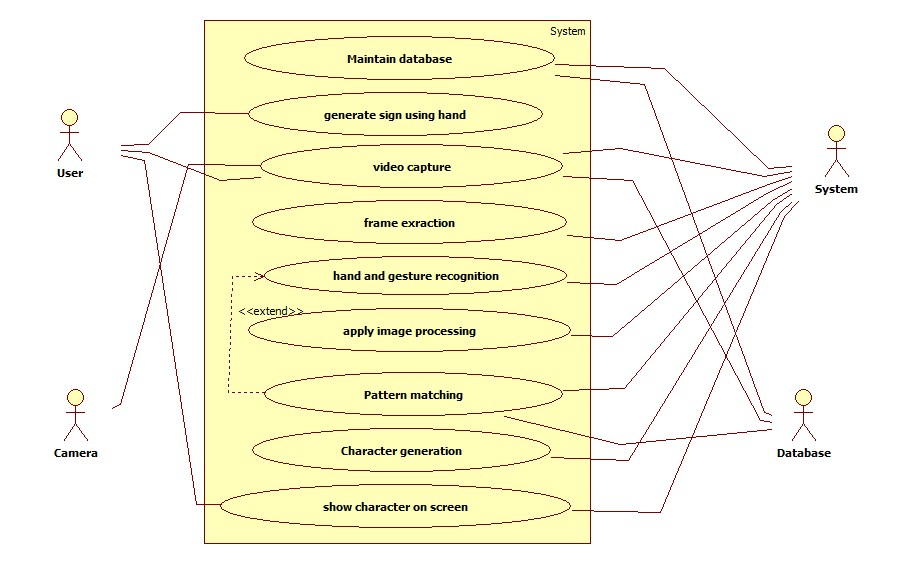 System
Maintain database
generate sign using hand
video capture
User
System
frame exraction
hand and gesture recognition
<<extend>>
apply image processing
Pattern matching
Camera
Database
Character generation
show character on screen